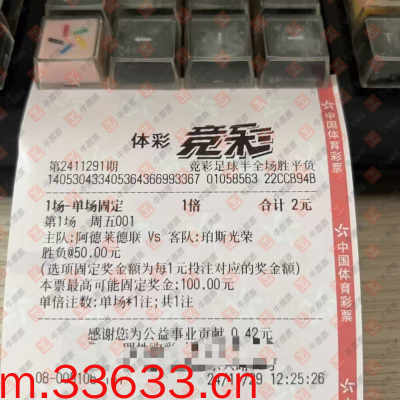 体彩 竞彩
第2411291期 竞彩足球半全场胜平负
140530433405364366993367 01058563 22CCB94B
1场-单场固定 1倍 合计 2元
第1场 周五001
主队:阿德莱德联 Vs 客队:珀斯光荣
胜负@50.00元
(选项固定奖金额为每1元投注对应的奖金额)
本票最高可能固定奖金:100.00元
单倍注数:单场*1注;共1注
感谢您为公益事业贡献 0.42元
12:25:26
m.33633.cn
中国体育彩票
中国体育彩票